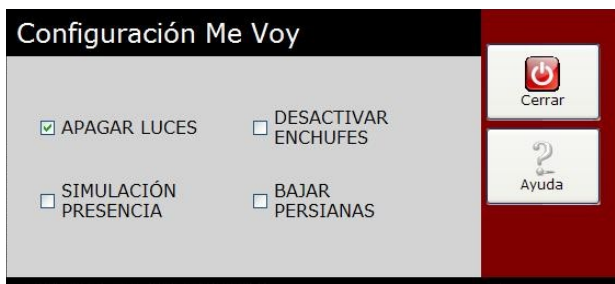 Configuración Me Voy
APAGAR LUCES
DESACTIVAR
ENCHUFES
SIMULACIÓN
PRESENCIA
BAJAR
PERSIANAS
Cerrar
Ayuda